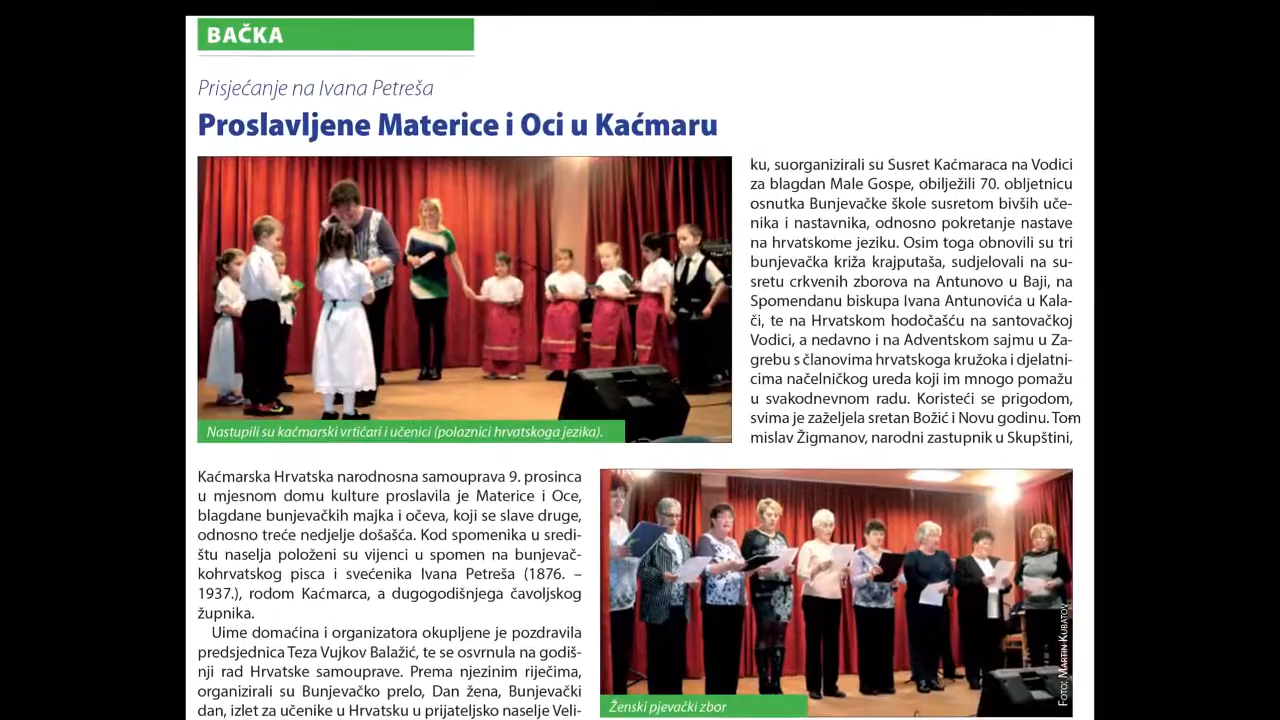 BAČKA
Prisjećanje na Ivana Petreša
Proslavljene Materice i Oci u Kaćmaru
Nastupili su kaćmarski vrtićari i učenici (polaznici hrvatskoga jezika).
Kaćmarska Hrvatska narodnosna samouprava 9. prosinca
u mjesnom domu kulture proslavila je Materice i Oce,
blagdane bunjevačkih majka i očeva, koji se slave druge,
odnosno treće nedjelje došašća. Kod spomenika u sredi-
štu naselja položeni su vijenci u spomen na bunjevač-
kohrvatskog pisca i svećenika Ivana Petreša (1876. –
1937.), rodom Kaćmarca, a dugogodišnjega čavoljskog
župnika.
Uime domaćina i organizatora okupljene je pozdravila
predsjednica Teza Vujkov Balažić, te se osvrnula na godiš-
nji rad Hrvatske samouprave. Prema njezinim riječima,
organizirali su Bunjevačko prelo, Dan žena, Bunjevački
dan, izlet za učenike u Hrvatsku u prijateljsko naselje Veli-
ku, suorganizirali su Susret Kaćmaraca na Vodici
za blagdan Male Gospe, obilježili 70. obljetnicu
osnutka Bunjevačke škole susretom bivših uče-
nika i nastavnika, odnosno pokretanje nastave
na hrvatskome jeziku. Osim toga obnovili su tri
bunjevačka križa krajputaša, sudjelovali na su-
sretu crkvenih zborova na Antunovo u Baji, na
Spomendanu biskupa Ivana Antunovića u Kala-
či, te na Hrvatskom hodočašću na santovačkoj
Vodici, a nedavno i na Adventskom sajmu u Za-
grebu s članovima hrvatskoga kružoka i djelatni-
cima načelničkog ureda koji im mnogo pomažu
u svakodnevnom radu. Koristeći se prigodom,
svima je zaželjela sretan Božić i Novu godinu. Tom-
mislav Žigmanov, narodni zastupnik u Skupštini,
Ženski pjevački zbor
FOTO: MARTIN KUBATOV